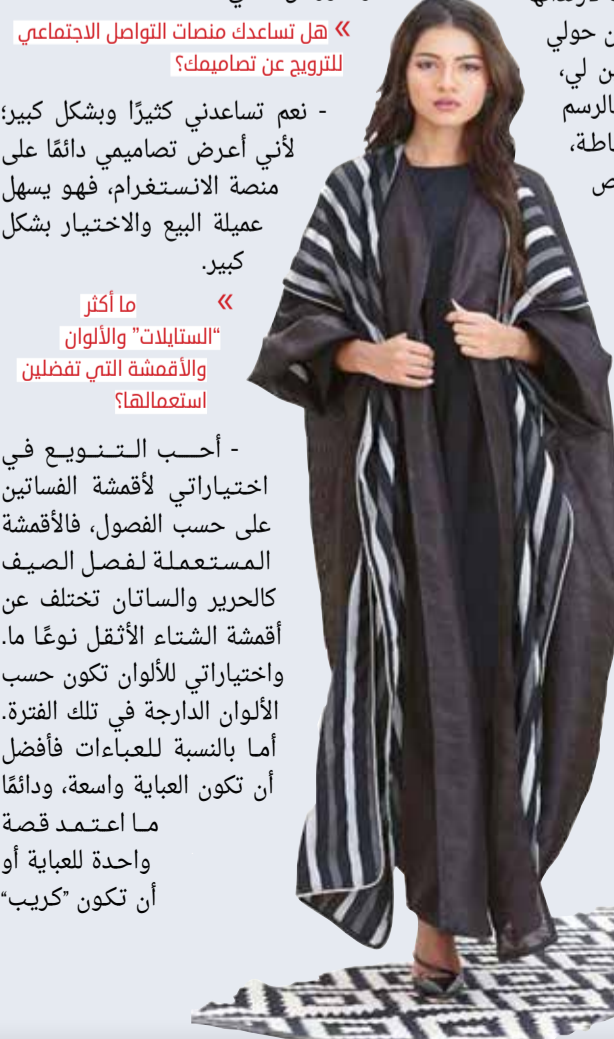 ن حولي
ن لي،
بالرسم
اطة،
ص
» هل تساعدك منصات التواصل الاجتماعي
للترويج عن تصاميمك؟
- نعم تساعدني كثيرًا وبشكل كبير؛
لأني أعرض تصاميمي دائمًا على
منصة الانستغرام، فهو يسهل
عميلة البيع والاختيار بشكل
كبير.
» ما أكثر
“الستايلات” والألوان
والأقمشة التي تفضلين
استعمالها؟
- أحب التنويع في
اختياراتي لأقمشة الفساتين
على حسب الفصول، فالأقمشة
المستعملة لفصل الصيف
كالحرير والساتان تختلف عن
أقمشة الشتاء الأثقل نوعًا ما.
واختياراتي للألوان تكون حسب
الألوان الدارجة في تلك الفترة.
أما بالنسبة للعباءات فأفضل
أن تكون العباية واسعة، ودائمًا
ما اعتمد قصة
واحدة للعباية أو
أن تكون ”كريب“